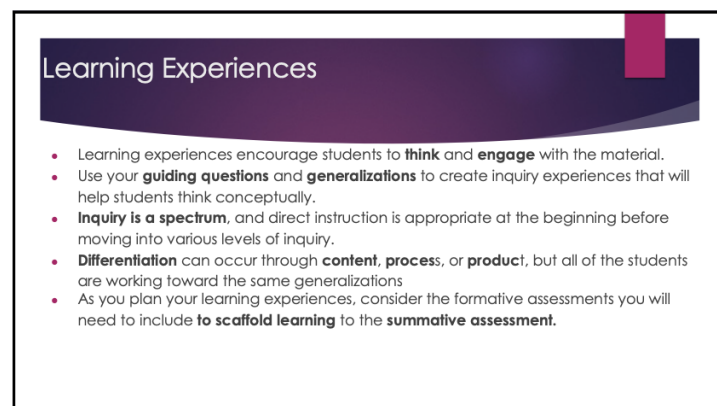 Learning Experiences
• Learning experiences encourage students to think and engage with the material.
• Use your guiding questions and generalizations to create inquiry experiences that will
help students think conceptually.
• Inquiry is a spectrum, and direct instruction is appropriate at the beginning before
moving into various levels of inquiry.
• Differentiation can occur through content, process, or product, but all of the students
are working toward the same generalizations
• As you plan your learning experiences, consider the formative assessments you will
need to include to scaffold learning to the summative assessment.